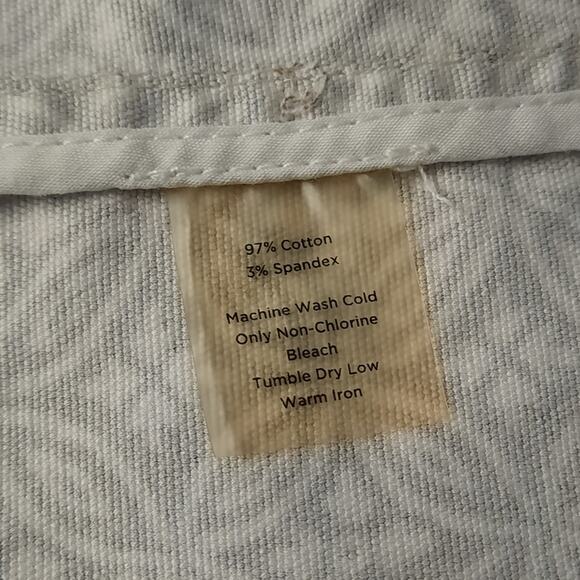 97% Cotton
3% Spandex
Machine Wash Cold
Only Non-Chlorine
Bleach
Tumble Dry Low
Warm Iron